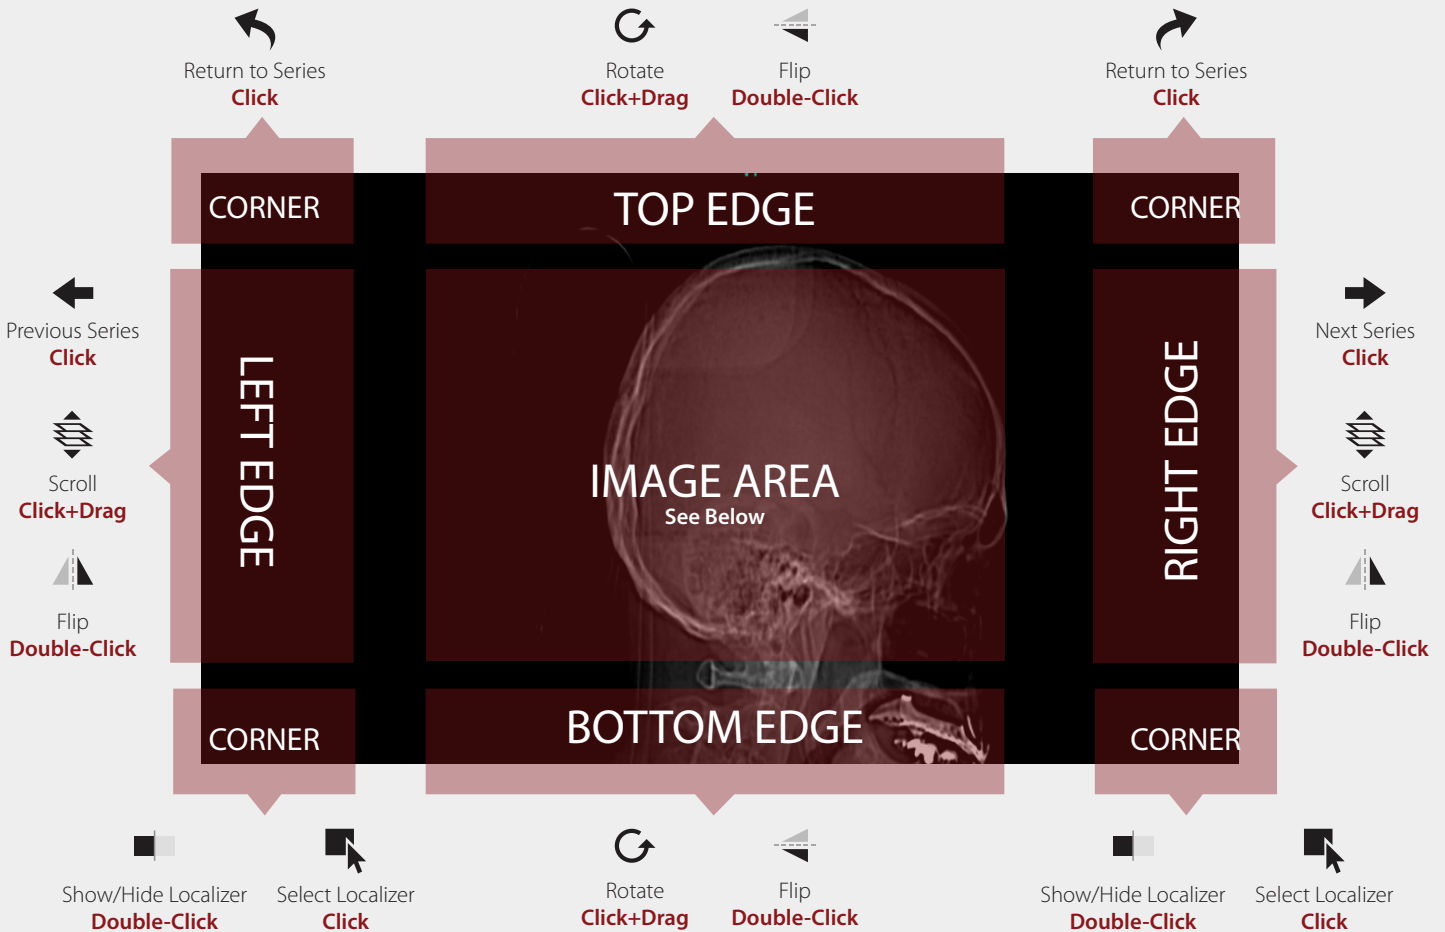 Return to Series
Click
Rotate
Click+Drag
Flip
Double-Click
Return to Series
Click
CORNER
TOP EDGE
CORNER
Previous Series
Click
Scroll
Click+Drag
Flip
Double-Click
LEFT EDGE
IMAGE AREA
See Below
RIGHT EDGE
Next Series
Click
Scroll
Click+Drag
Flip
Double-Click
CORNER
BOTTOM EDGE
CORNER
Show/Hide Localizer
Double-Click
Select Localizer
Click
Rotate
Click+Drag
Flip
Double-Click
Show/Hide Localizer
Double-Click
Select Localizer
Click